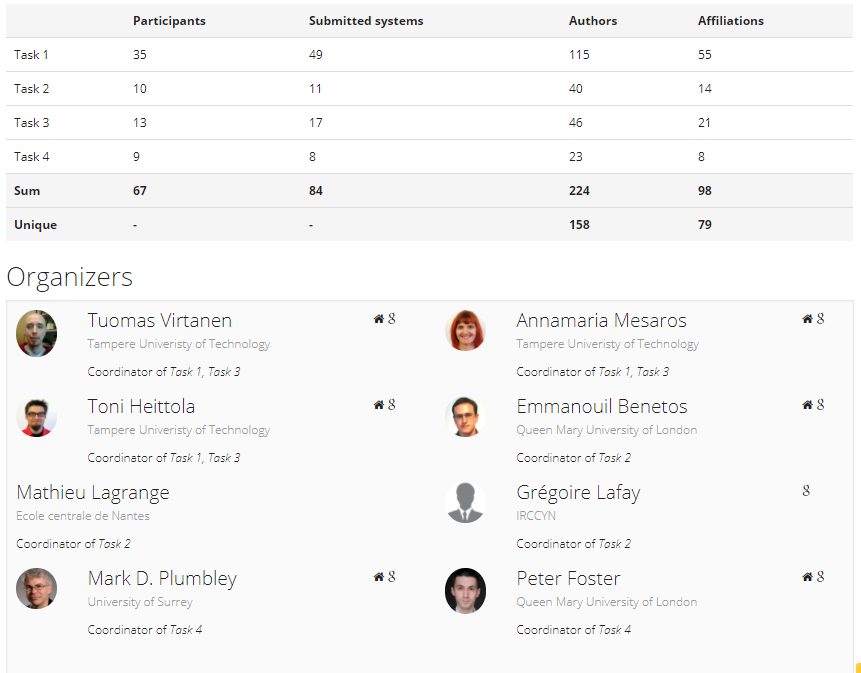 Participants Submitted systems Authors Affiliations
Task 1 35 49 115 55
Task 2 10 11 40 14
Task 3 13 17 46 21
Task 4 9 8 23 8
Sum 67 84 224 98
Unique - - 158 79
Organizers
Tuomas Virtanen
Tampere Univeristy of Technology
Coordinator of Task 1, Task 3
Annamaria Mesaros
Tampere Univeristy of Technology
Coordinator of Task 1, Task 3
Toni Heittola
Tampere Univeristy of Technology
Coordinator of Task 1, Task 3
Emmanouil Benetos
Queen Mary University of London
Coordinator of Task 2
Mathieu Lagrange
Ecole centrale de Nantes
Coordinator of Task 2
Grégoire Lafay
IRCCYN
Coordinator of Task 2
Mark D. Plumbley
University of Surrey
Coordinator of Task 4
Peter Foster
Queen Mary University of London
Coordinator of Task 4